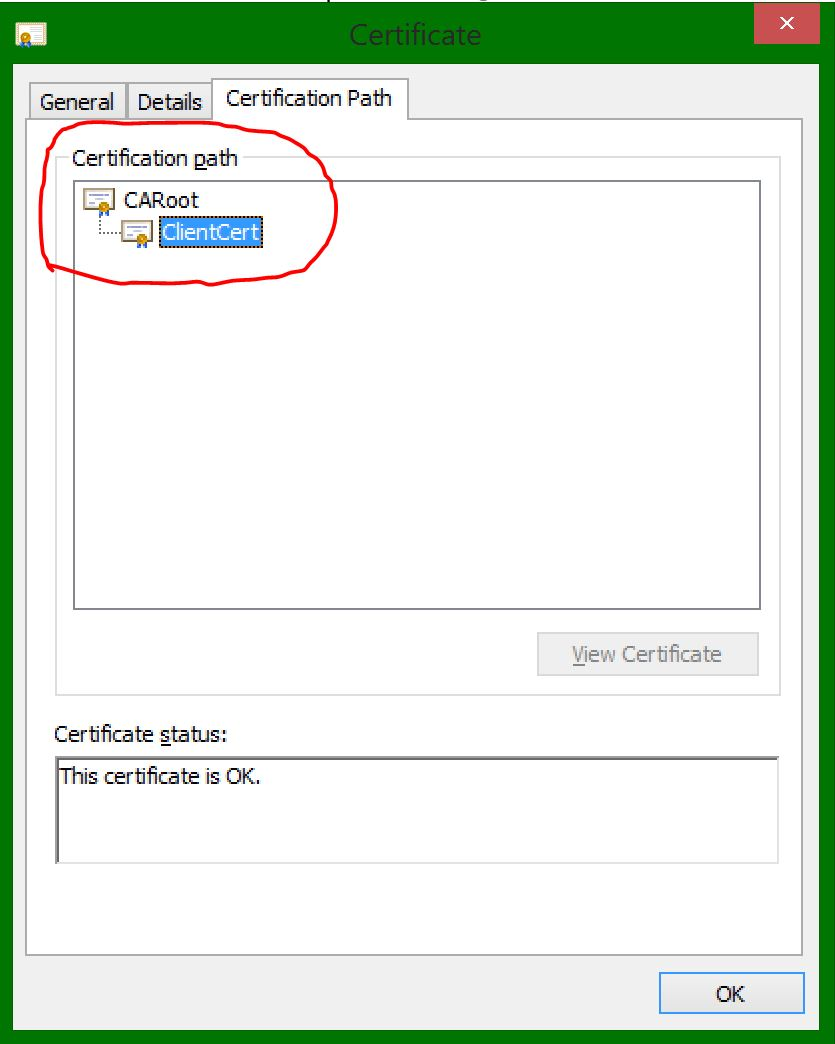 Certificate
General Details Certification Path
Certification path
CARoot
ClientCert
View Certificate
Certificate status:
This certificate is OK.
OK